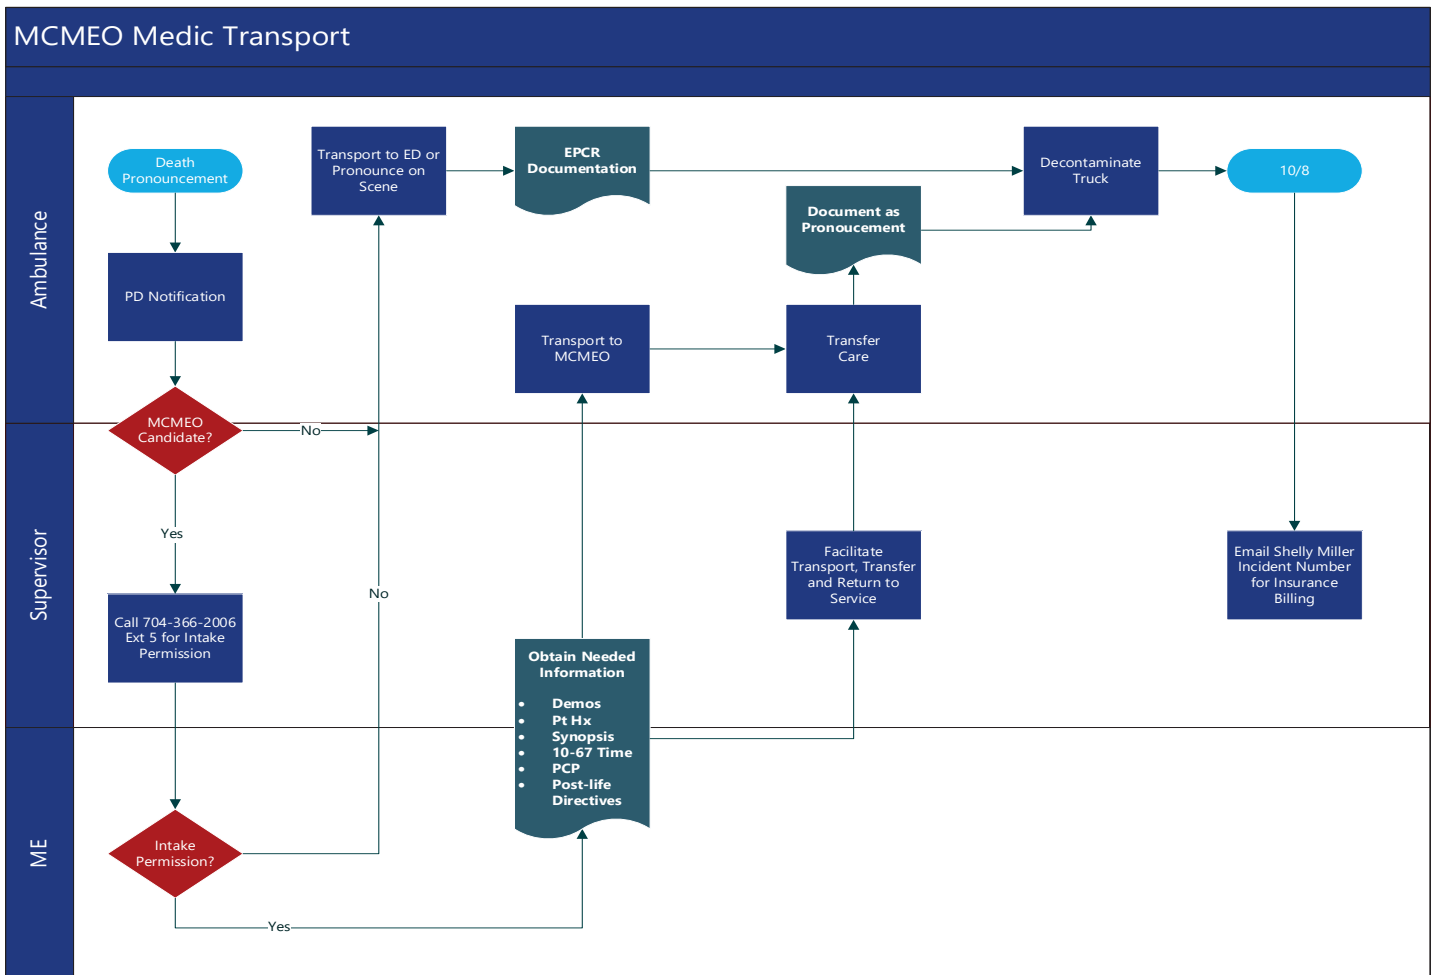 MCMEO Medic Transport
Ambulance
Death
Pronouncement
PD Notification
MCMEO
Candidate?
No
Yes
Transport to ED or
Pronounce on
Scene
EPCR
Documentation
Document as
Pronoucement
Decontaminate
Truck
10/8
Transport to
MCMEO
Transfer
Care
Supervisor
Call 704-366-2006
Ext 5 for Intake
Permission
No
Obtain Needed
Information
• Demos
• Pt Hx
• Synopsis
• 10-67 Time
• PCP
• Post-life
Directives
Facilitate
Transport, Transfer
and Return to
Service
Email Shelly Miller
Incident Number
for Insurance
Billing
ME
Intake
Permission?
Yes